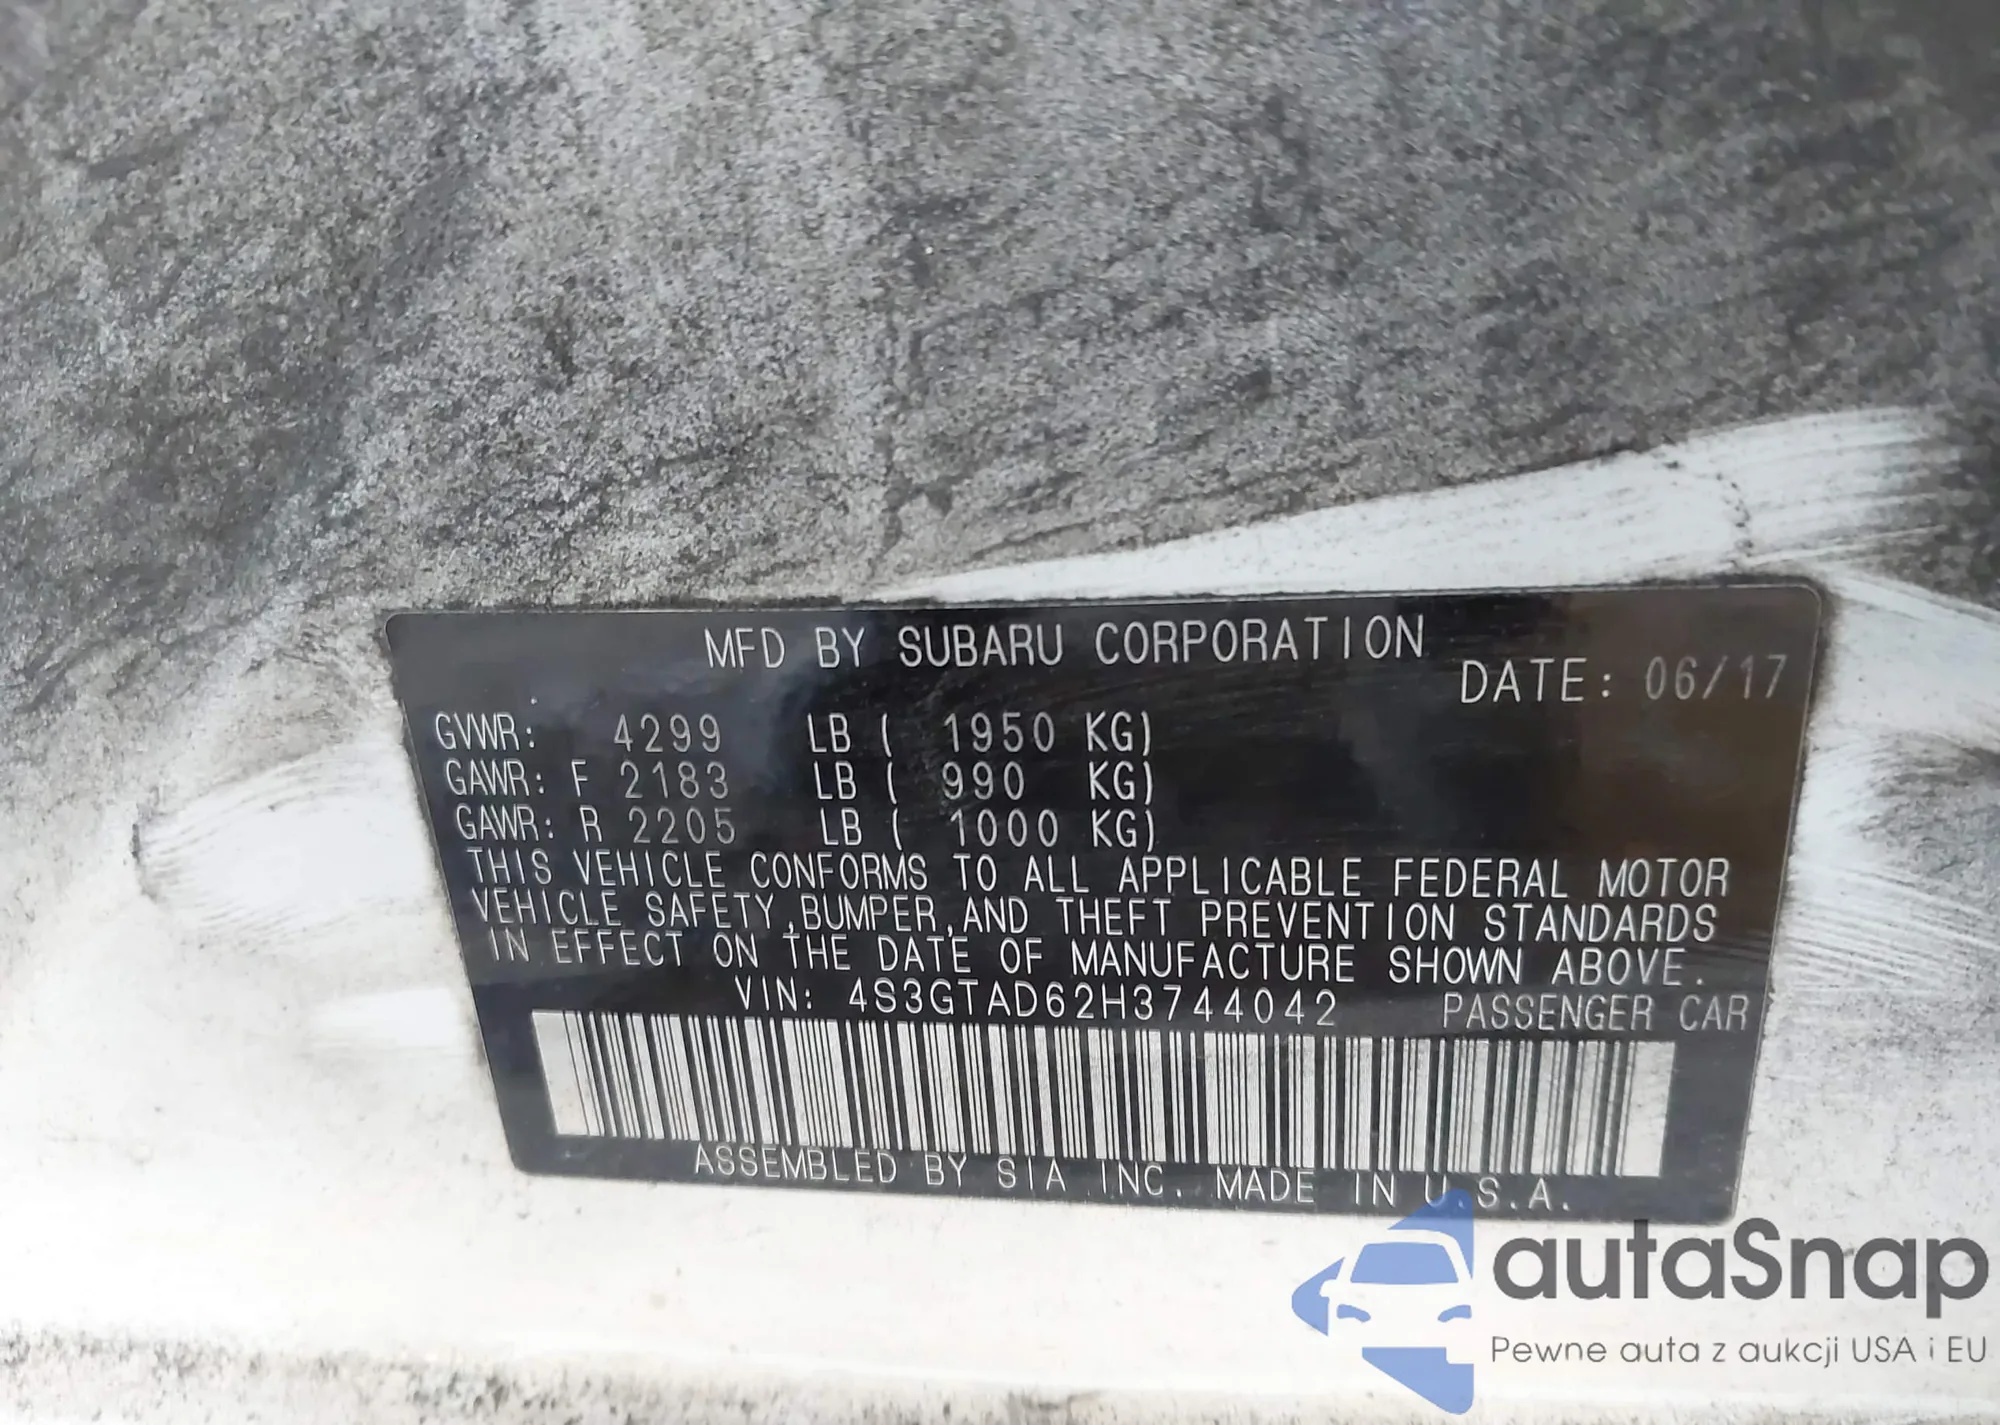 MFD BY SUBARU CORPORATION
DATE: 06/17
GVWR: 4299 LB ( 1950 KG)
GAWR: F 2183 LB ( 990 KG)
GAWR: R 2205 LB ( 1000 KG)
THIS VEHICLE CONFORMS TO ALL APPLICABLE FEDERAL MOTOR
VEHICLE SAFETY,BUMPER,AND THEFT PREVENTION STANDARDS
IN EFFECT ON THE DATE OF MANUFACTURE SHOWN ABOVE.
VIN: 4S3GTAD62H3744042 PASSENGER CAR
ASSEMBLED BY SIA INC. MADE IN U.S.A.
autaSnap
Pewne auta z aukcji USA i EU